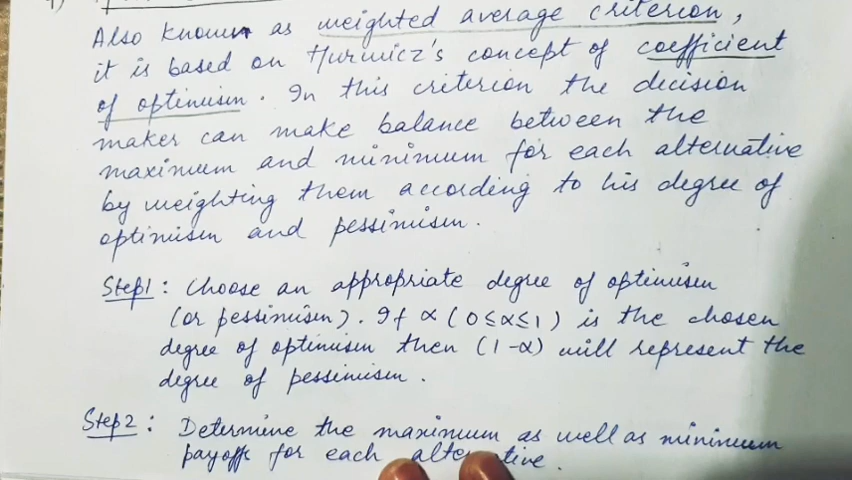 Also known as weighted average criterion,
it is based on Hurwicz's concept of coefficient
of optimism. In this criterion the decision
maker can make balance between the
maximum and minimum for each alternative
by weighting them according to his degree of
optimism and pessimism.
Step1: Choose an appropriate degree of optimism
(or pessimism). If α (0≤α≤1) is the chosen
degree of optimism then (1-α) will represent the
degree of pessimism.
Step2: Determine the maximum as well as minimum
payoffs for each alternative.